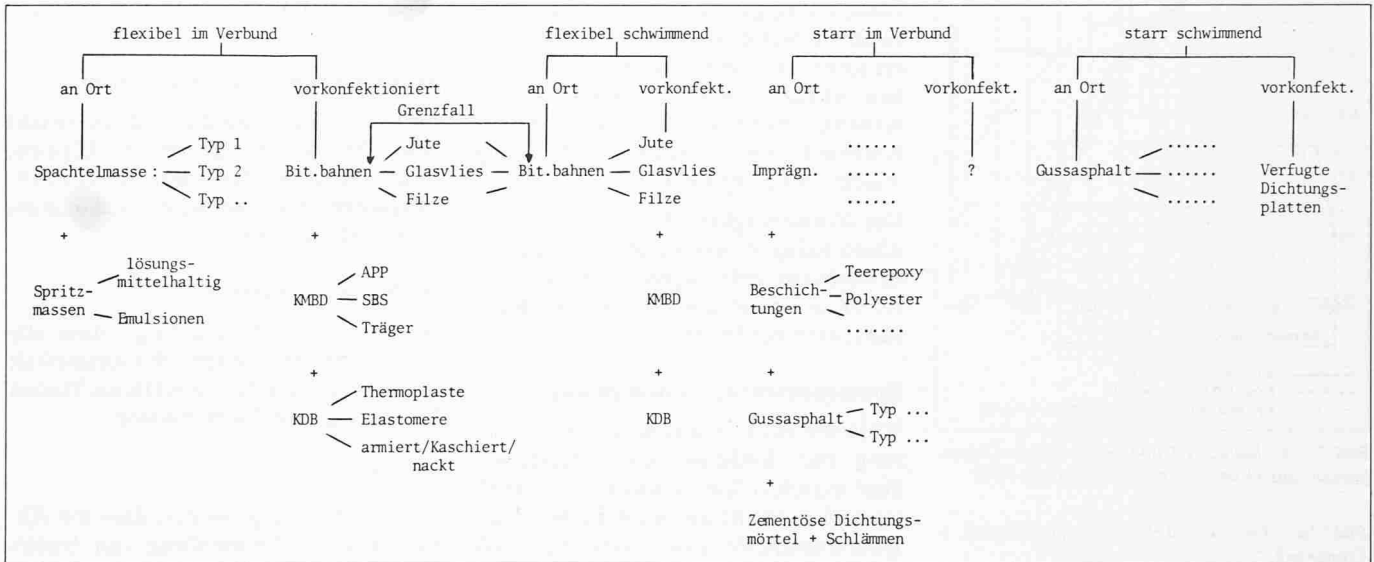 flexibel im Verbund
flexibel schwimmend
starr im Verbund
starr schwimmend
an Ort
vorkonfektioniert
an Ort
vorkonfekt.
an Ort
vorkonfekt.
an Ort
vorkonfekt.
Grenzfall
Spachtelmasse :
Typ 1
Typ 2
Typ ..
Bit.bahnen
Jute
Glasvlies
Filze
Bit.bahnen
Jute
Glasvlies
Filze
Imprägn.
......
......
......
?
Gussasphalt
......
......
......
Verfugte
Dichtungs-
platten
+
+
+
+
Spritz-
massen
lösungs-
mittelhaltig
Emulsionen
KMBD
APP
SBS
Träger
KMBD
Beschich-
tungen
Teerepoxy
Polyester
.......
+
+
+
KDB
Thermoplaste
Elastomere
armiert/Kaschiert/
nackt
KDB
Gussasphalt
Typ ...
Typ ...
+
Zementöse Dichtungs-
mörtel + Schlämmen